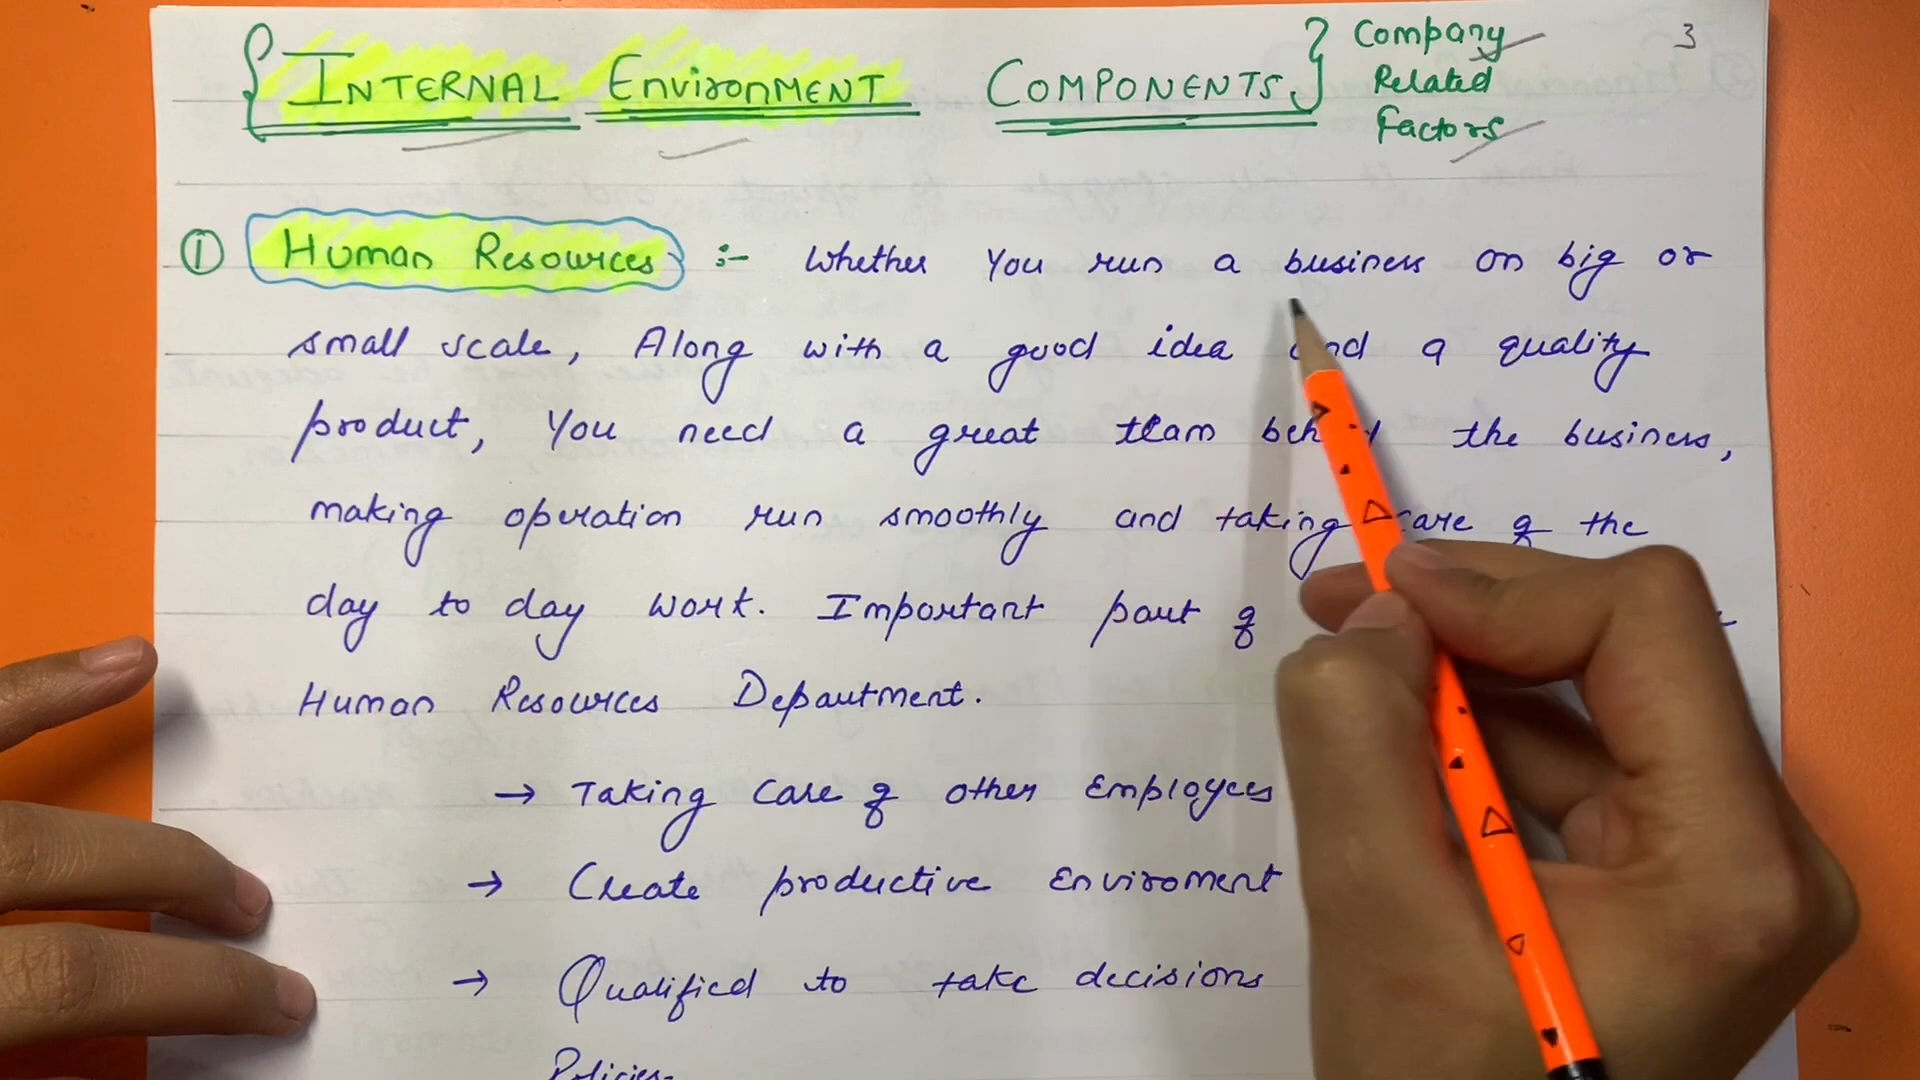 {INTERNAL EnvironMENT COMPONENTS} Company Related Factors 3
① Human Resources :- Whether You run a business on big or
small scale, Along with a good idea and a quality
product, You need a great team the business,
making operation run smoothly and taking care of the
day to day work. Important part of
Human Resources Department.
→ Taking care of other Employees
→ Create productive Enviroment
→ Qualified to take decisions
Policies.